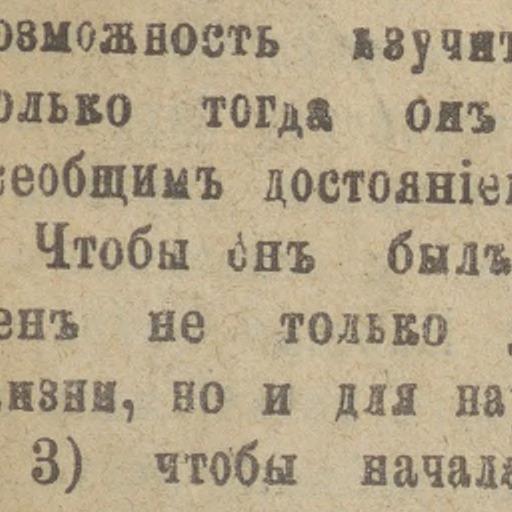 озможность изучит
олько тогда онъ
сеобщимъ достояніе
Чтобы онъ былъ
енъ не только
изни, но и для на
3) чтобы начала